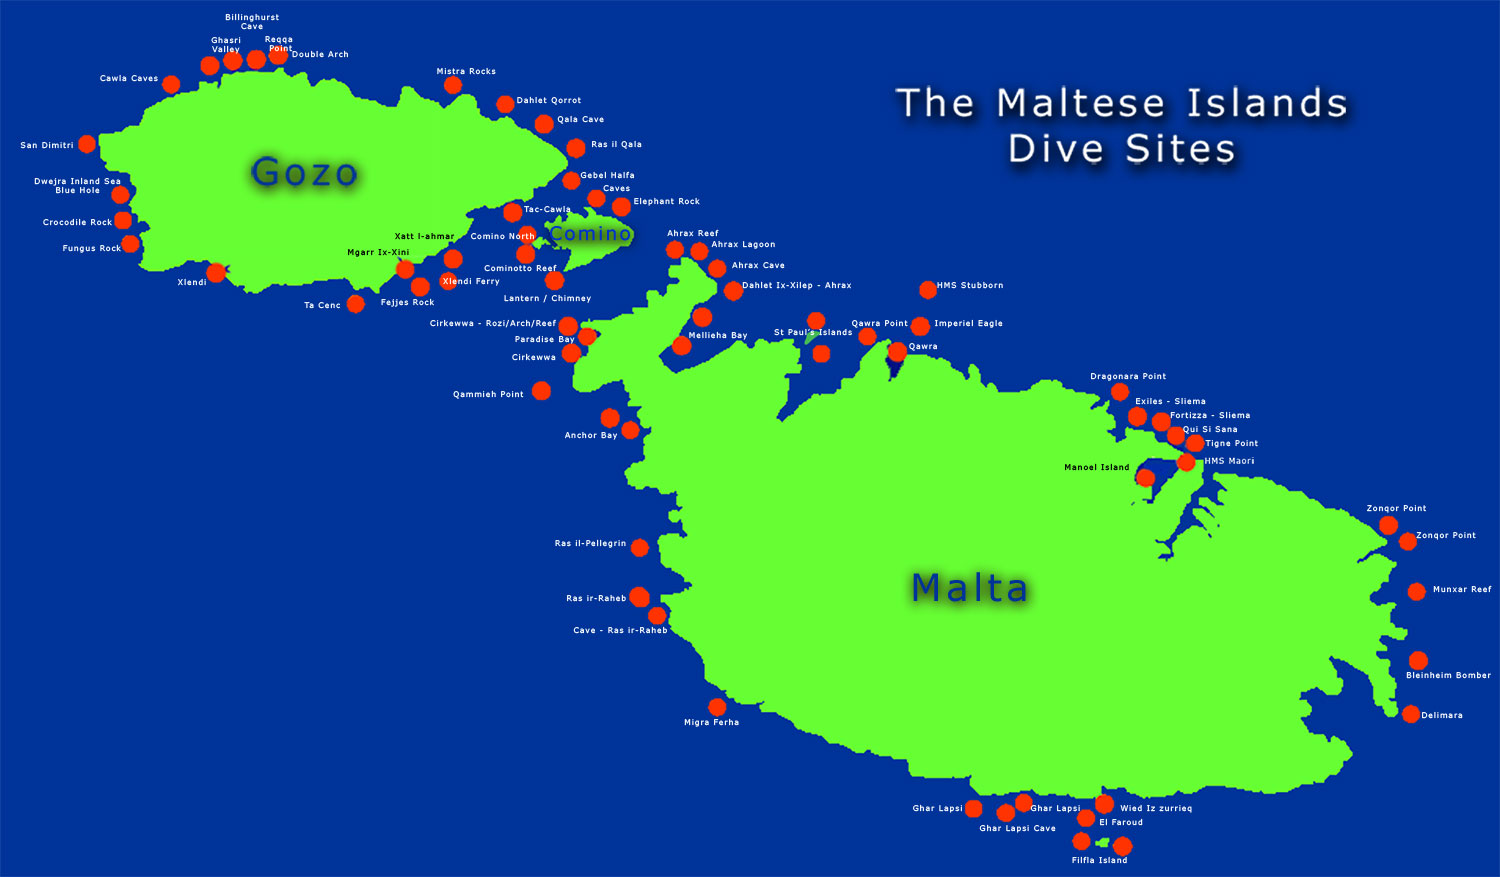 The Maltese Islands
Dive Sites
Billinghurst
Cave
Ghasri
Valley
Reqqa
Point
Double Arch
Cawla Caves
San Dimitri
Dwejra Inland Sea
Blue Hole
Crocodile Rock
Fungus Rock
Xlendi
Ta Cenc
Gozo
Mistra Rocks
Dahlet Qorrot
Qala Cave
Ras il Qala
Gebel Halfa
Caves
Elephant Rock
Tac-Cawla
Comino North
Comino
Xatt l-ahmar
Mgarr Ix-Xini
Cominotto Reef
Xlendi Ferry
Fejjes Rock
Lantern / Chimney
Ahrax Reef
Ahrax Lagoon
Ahrax Cave
Dahlet Ix-Xilep - Ahrax
HMS Stubborn
Cirkewwa - Rozi/Arch/Reef
Paradise Bay
Cirkewwa
Mellieha Bay
St Paul's Islands
Qawra Point
Imperiel Eagle
Qawra
Qammieh Point
Anchor Bay
Dragonara Point
Exiles - Sliema
Fortizza - Sliema
Qui Si Sana
Tigne Point
HMS Maori
Manoel Island
Zonqor Point
Zonqor Point
Ras il-Pellegrin
Malta
Munxar Reef
Ras ir-Raheb
Cave - Ras ir-Raheb
Bleinheim Bomber
Delimara
Migra Ferha
Ghar Lapsi
Ghar Lapsi
Wied Iz zurrieq
Ghar Lapsi Cave
El Faroud
Filfla Island